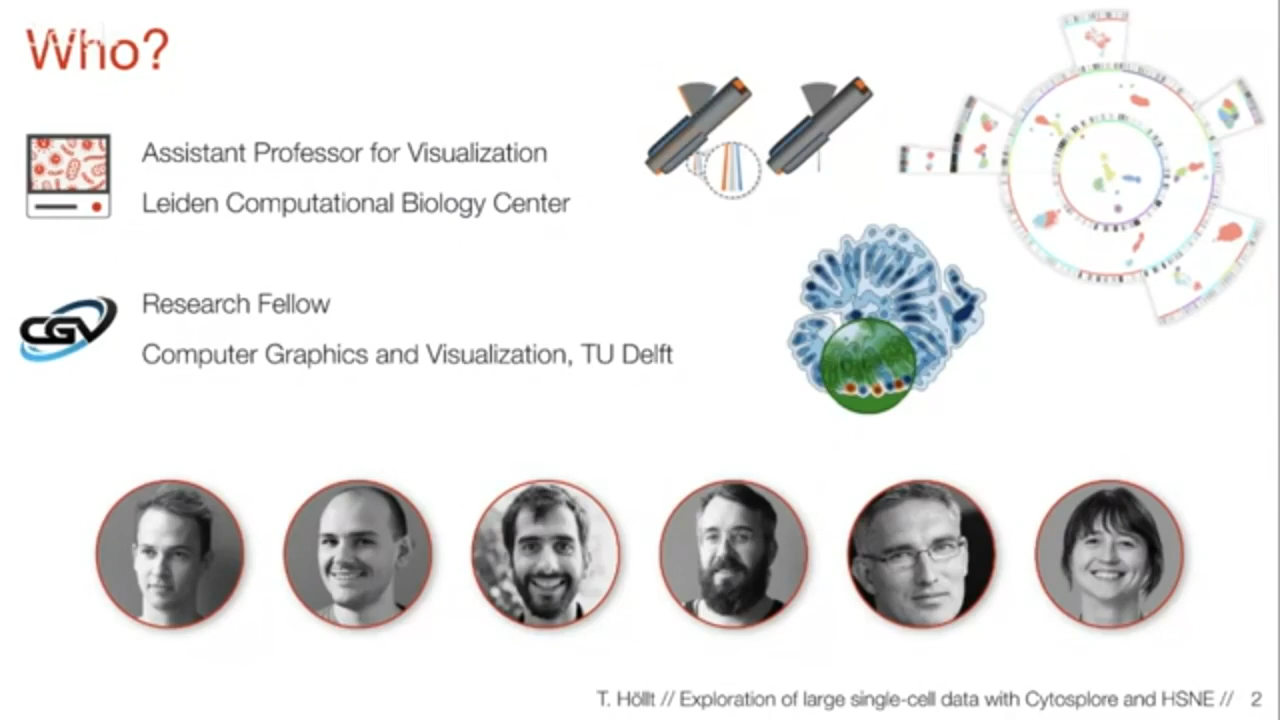 Who?
Assistant Professor for Visualization
Leiden Computational Biology Center
CGV
Research Fellow
Computer Graphics and Visualization, TU Delft
T. Höllt // Exploration of large single-cell data with Cytosplore and HSNE // 2